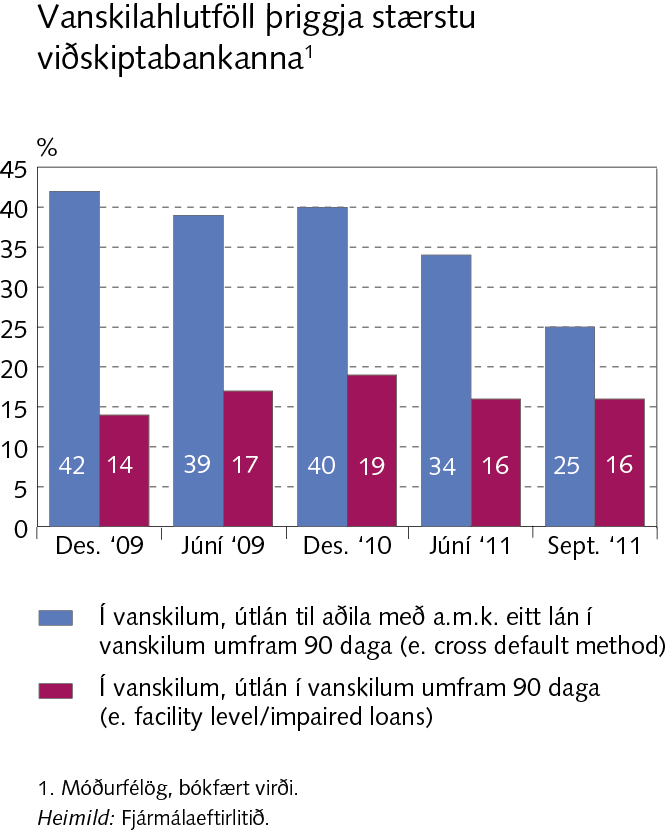 Vanskilahlutföll þriggja stærstu
viðskiptabankanna¹
%
45
40
35
30
25
20
15
10
5
0
42 14 39 17 40 19 34 16 25 16
Des. ‘09 Júní ‘09 Des. ‘10 Júní ‘11 Sept. ‘11
Í vanskilum, útlán til aðila með a.m.k. eitt lán í
vanskilum umfram 90 daga (e. cross default method)
Í vanskilum, útlán í vanskilum umfram 90 daga
(e. facility level/impaired loans)
1. Móðurfélög, bókfært virði.
Heimild: Fjármálaeftirlitið.